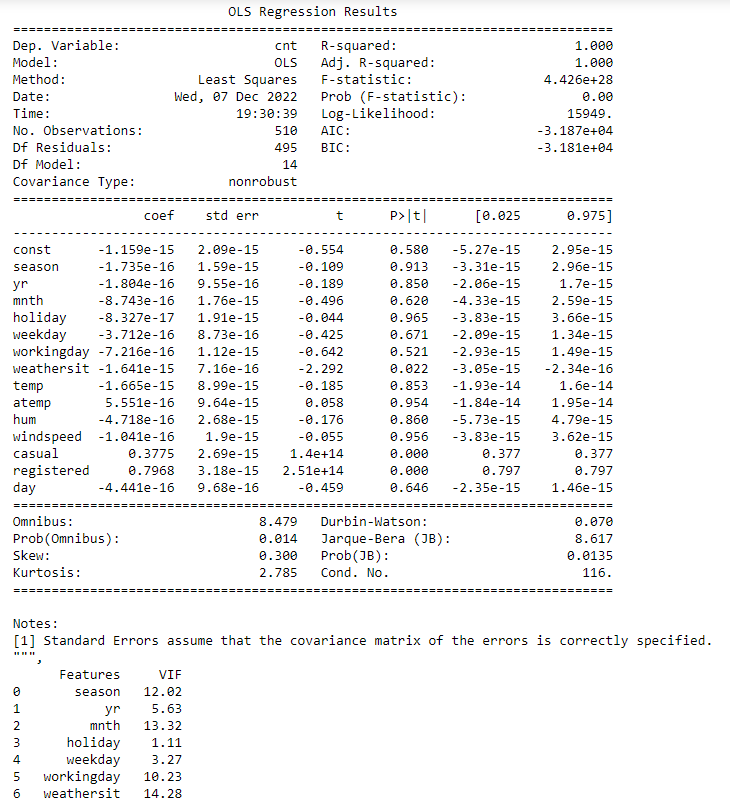 OLS Regression Results
==============================================================================
Dep. Variable: cnt R-squared: 1.000
Model: OLS Adj. R-squared: 1.000
Method: Least Squares F-statistic: 4.426e+28
Date: Wed, 07 Dec 2022 Prob (F-statistic): 0.00
Time: 19:30:39 Log-Likelihood: 15949.
No. Observations: 510 AIC: -3.187e+04
Df Residuals: 495 BIC: -3.181e+04
Df Model: 14
Covariance Type: nonrobust
==============================================================================
coef std err t P>|t| [0.025 0.975]
------------------------------------------------------------------------------
const -1.159e-15 2.09e-15 -0.554 0.580 -5.27e-15 2.95e-15
season -1.735e-16 1.59e-15 -0.109 0.913 -3.31e-15 2.96e-15
yr -1.804e-16 9.55e-16 -0.189 0.850 -2.06e-15 1.7e-15
mnth -8.743e-16 1.76e-15 -0.496 0.620 -4.33e-15 2.59e-15
holiday -8.327e-17 1.91e-15 -0.044 0.965 -3.83e-15 3.66e-15
weekday -3.712e-16 8.73e-16 -0.425 0.671 -2.09e-15 1.34e-15
workingday -7.216e-16 1.12e-15 -0.642 0.521 -2.93e-15 1.49e-15
weathersit -1.641e-15 7.16e-16 -2.292 0.022 -3.05e-15 -2.34e-16
temp -1.665e-15 8.99e-15 -0.185 0.853 -1.93e-14 1.6e-14
atemp 5.551e-16 9.64e-15 0.058 0.954 -1.84e-14 1.95e-14
hum -4.718e-16 2.68e-15 -0.176 0.860 -5.73e-15 4.79e-15
windspeed -1.041e-16 1.9e-15 -0.055 0.956 -3.83e-15 3.62e-15
casual 0.3775 2.69e-15 1.4e+14 0.000 0.377 0.377
registered 0.7968 3.18e-15 2.51e+14 0.000 0.797 0.797
day -4.441e-16 9.68e-16 -0.459 0.646 -2.35e-15 1.46e-15
==============================================================================
Omnibus: 8.479 Durbin-Watson: 0.070
Prob(Omnibus): 0.014 Jarque-Bera (JB): 8.617
Skew: 0.300 Prob(JB): 0.0135
Kurtosis: 2.785 Cond. No. 116.
==============================================================================
Notes:
[1] Standard Errors assume that the covariance matrix of the errors is correctly specified.
""",
Features VIF
0 season 12.02
1 yr 5.63
2 mnth 13.32
3 holiday 1.11
4 weekday 3.27
5 workingday 10.23
6 weathersit 14.28